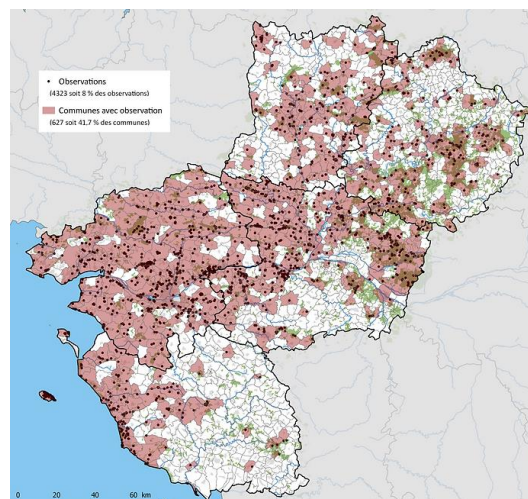 Observations
(4323 soit 8 % des observations)
Communes avec observation
(627 soit 41,7 % des communes)
0 20 40 60 km